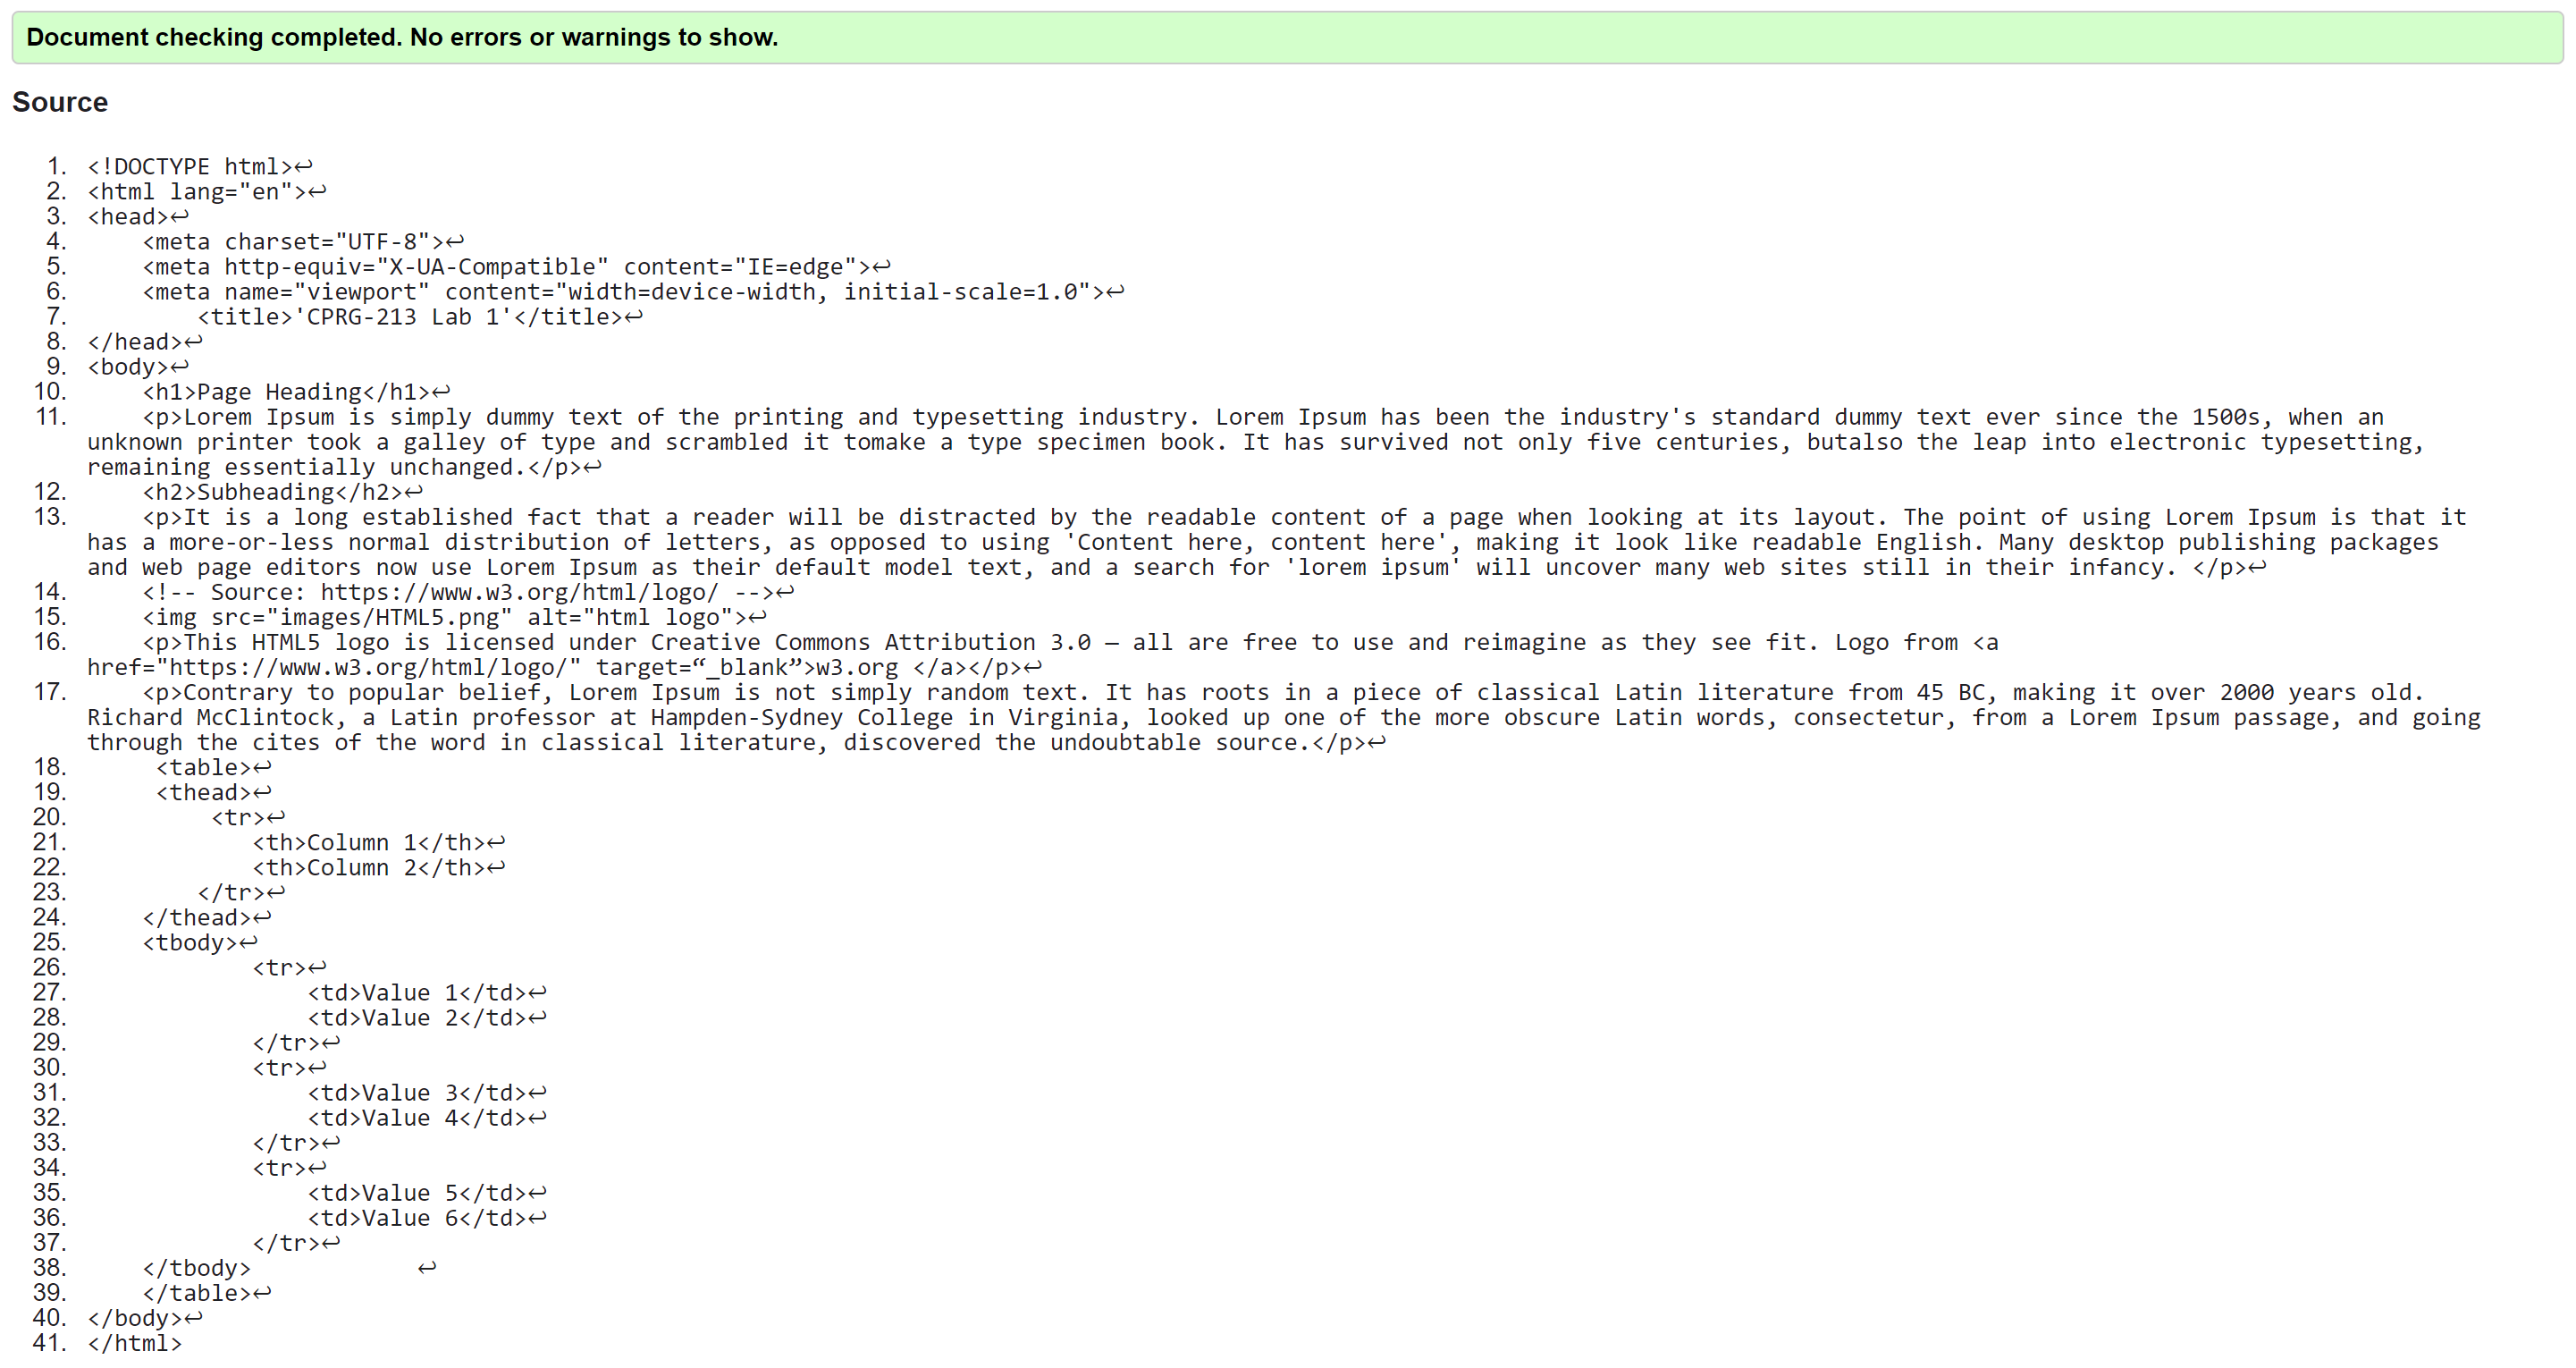 Document checking completed. No errors or warnings to show.
Source
1. <!DOCTYPE html>↩
2. <html lang="en">↩
3. <head>↩
4.     <meta charset="UTF-8">↩
5.     <meta http-equiv="X-UA-Compatible" content="IE=edge">↩
6.     <meta name="viewport" content="width=device-width, initial-scale=1.0">↩
7.         <title>'CPRG-213 Lab 1'</title>↩
8. </head>↩
9. <body>↩
10.     <h1>Page Heading</h1>↩
11.     <p>Lorem Ipsum is simply dummy text of the printing and typesetting industry. Lorem Ipsum has been the industry's standard dummy text ever since the 1500s, when an
unknown printer took a galley of type and scrambled it tomake a type specimen book. It has survived not only five centuries, butalso the leap into electronic typesetting,
remaining essentially unchanged.</p>↩
12.     <h2>Subheading</h2>↩
13.     <p>It is a long established fact that a reader will be distracted by the readable content of a page when looking at its layout. The point of using Lorem Ipsum is that it
has a more-or-less normal distribution of letters, as opposed to using 'Content here, content here', making it look like readable English. Many desktop publishing packages
and web page editors now use Lorem Ipsum as their default model text, and a search for 'lorem ipsum' will uncover many web sites still in their infancy. </p>↩
14.     <!-- Source: https://www.w3.org/html/logo/ -->↩
15.     <img src="images/HTML5.png" alt="html logo">↩
16.     <p>This HTML5 logo is licensed under Creative Commons Attribution 3.0 – all are free to use and reimagine as they see fit. Logo from <a
href="https://www.w3.org/html/logo/" target=“_blank”>w3.org </a></p>↩
17.     <p>Contrary to popular belief, Lorem Ipsum is not simply random text. It has roots in a piece of classical Latin literature from 45 BC, making it over 2000 years old.
Richard McClintock, a Latin professor at Hampden-Sydney College in Virginia, looked up one of the more obscure Latin words, consectetur, from a Lorem Ipsum passage, and going
through the cites of the word in classical literature, discovered the undoubtable source.</p>↩
18.      <table>↩
19.      <thead>↩
20.          <tr>↩
21.             <th>Column 1</th>↩
22.             <th>Column 2</th>↩
23.         </tr>↩
24.     </thead>↩
25.     <tbody>↩
26.             <tr>↩
27.                 <td>Value 1</td>↩
28.                 <td>Value 2</td>↩
29.             </tr>↩
30.             <tr>↩
31.                 <td>Value 3</td>↩
32.                 <td>Value 4</td>↩
33.             </tr>↩
34.             <tr>↩
35.                 <td>Value 5</td>↩
36.                 <td>Value 6</td>↩
37.             </tr>↩
38.     </tbody>            ↩
39.     </table>↩
40. </body>↩
41. </html>